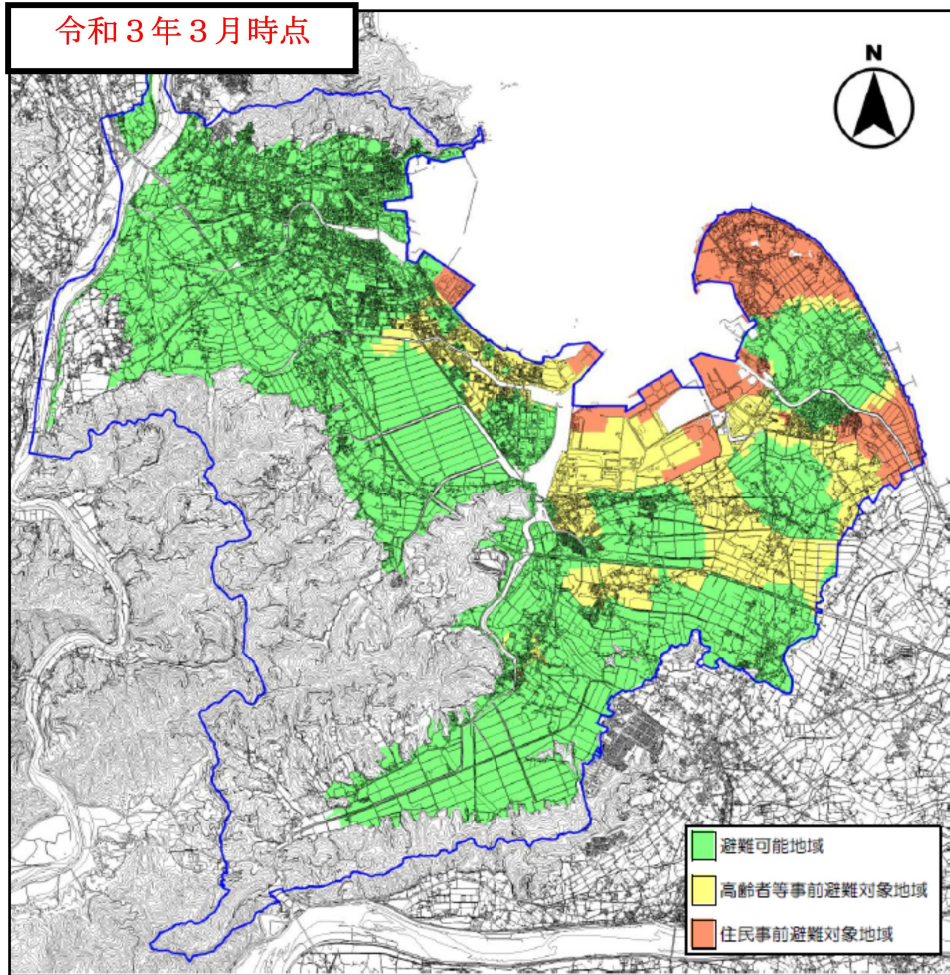 令和３年３月時点
N
避難可能地域
高齢者等事前避難対象地域
住民事前避難対象地域